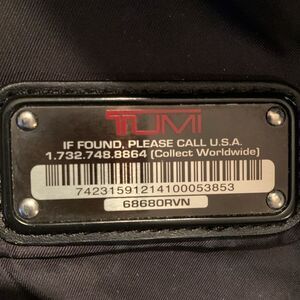 TUMI
IF FOUND, PLEASE CALL U.S.A.
1.732.748.8864 (Collect Worldwide)
74231591214100053853
68680RVN